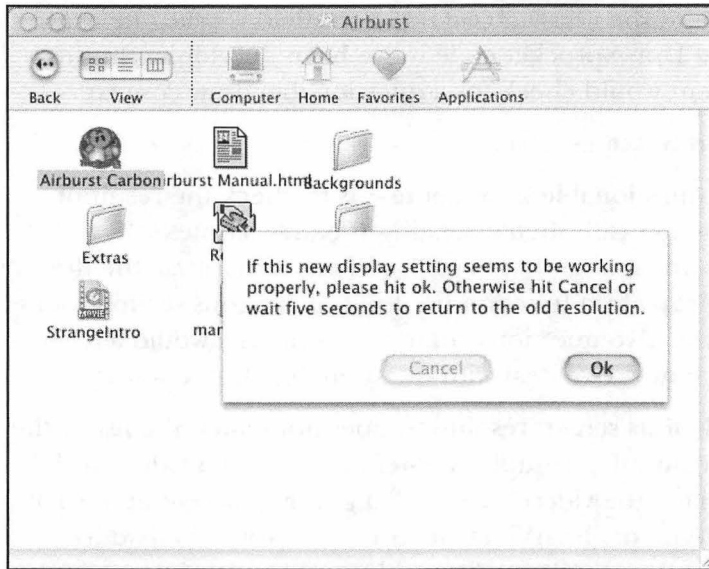 Airburst
Back View Computer Home Favorites Applications
Airburst Carbon irburst Manual.html Backgrounds
Extras Re
StrangeIntro man
If this new display setting seems to be working
properly, please hit ok. Otherwise hit Cancel or
wait five seconds to return to the old resolution.
Cancel Ok